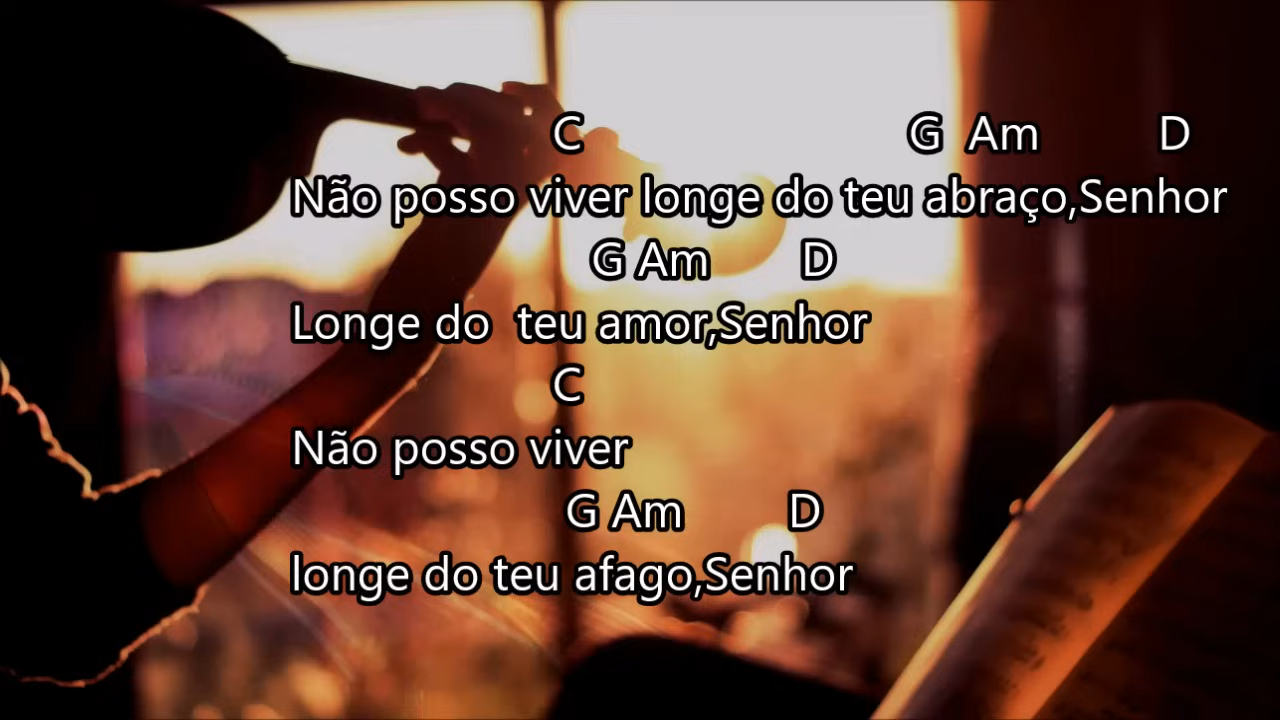 C G Am D
Não posso viver longe do teu abraço,Senhor
G Am D
Longe do teu amor,Senhor
C
Não posso viver
G Am D
longe do teu afago,Senhor